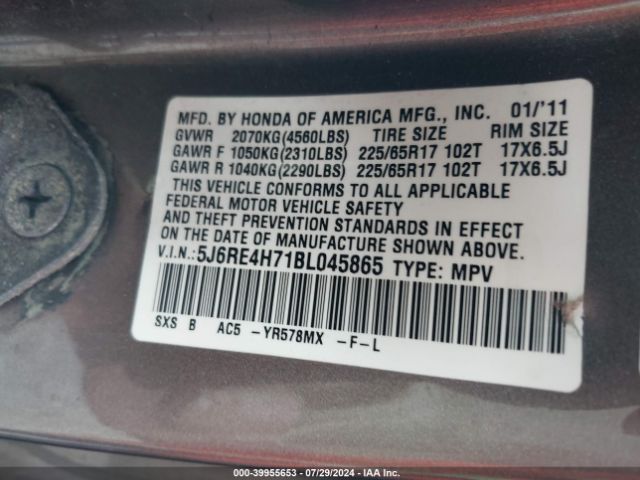 MFD. BY HONDA OF AMERICA MFG., INC. 01/'11
GVWR 2070KG(4560LBS) TIRE SIZE RIM SIZE
GAWR F 1050KG(2310LBS) 225/65R17 102T 17X6.5J
GAWR R 1040KG(2290LBS) 225/65R17 102T 17X6.5J
THIS VEHICLE CONFORMS TO ALL APPLICABLE
FEDERAL MOTOR VEHICLE SAFETY
AND THEFT PREVENTION STANDARDS IN EFFECT
ON THE DATE OF MANUFACTURE SHOWN ABOVE.
V.I.N.:5J6RE4H71BL045865 TYPE: MPV
SXS B AC5 -YR578MX -F-L
000-39955653 - 07/29/2024 - IAAI.COM